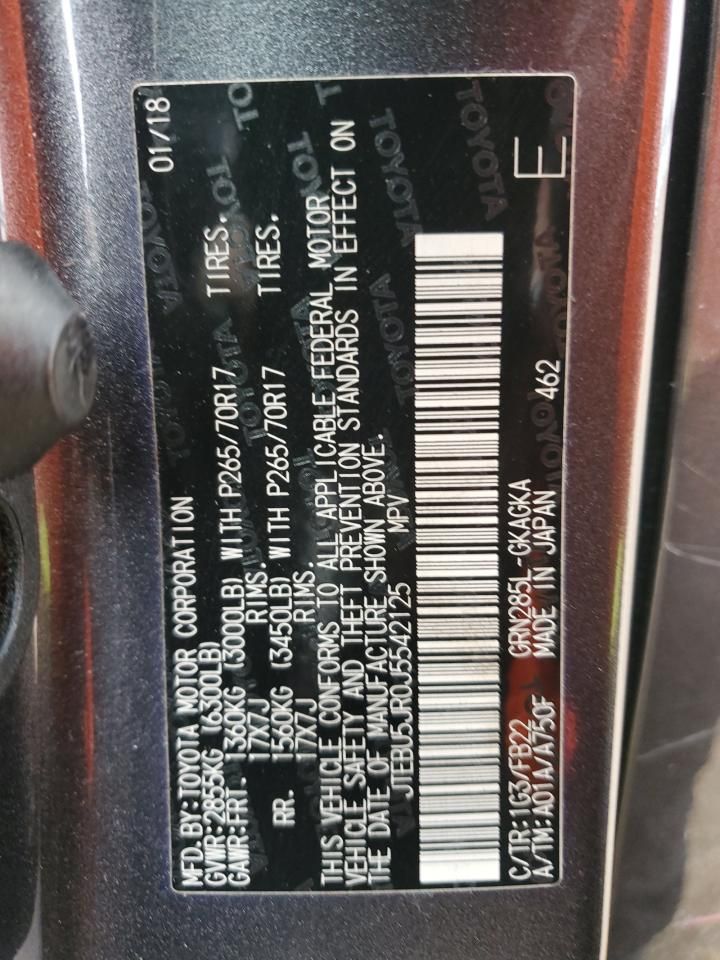 MFD.BY:TOYOTA MOTOR CORPORATION 01/18
GVWR:2855KG (6300LB)
GAWR:FRT. 1360KG (3000LB) WITH P265/70R17 TIRES.
17X7J RIMS.
RR. 1560KG (3450LB) WITH P265/70R17 TIRES.
17X7J RIMS.
THIS VEHICLE CONFORMS TO ALL APPLICABLE FEDERAL MOTOR
VEHICLE SAFETY AND THEFT PREVENTION STANDARDS IN EFFECT ON
THE DATE OF MANUFACTURE SHOWN ABOVE.
JTEBU5JR0J5542125 MPV
C/TR:1G3/FB22 GRN285L-GKAGKA
A/TM:A01A/A750F MADE IN JAPAN 462
E
TOYOTA